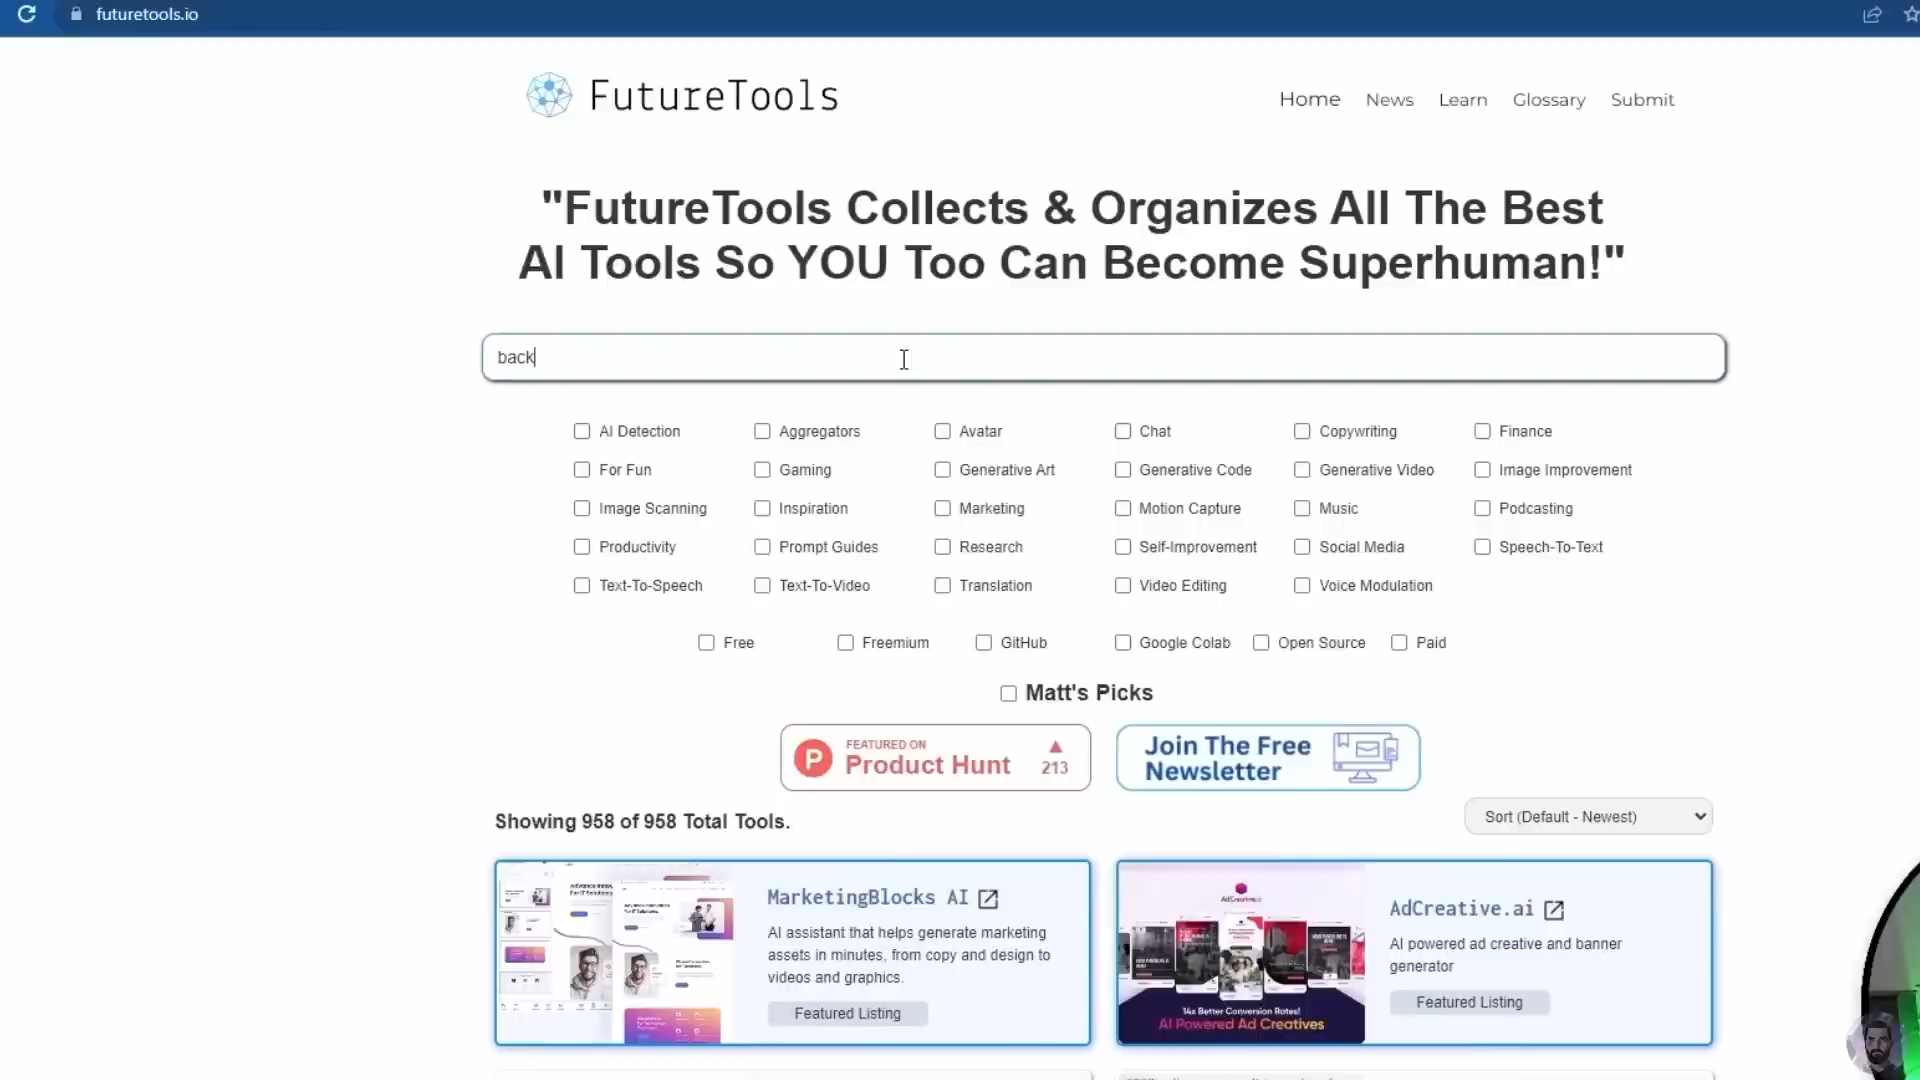 futuretools.io
FutureTools
Home News Learn Glossary Submit
"FutureTools Collects & Organizes All The Best
AI Tools So YOU Too Can Become Superhuman!"
back
AI Detection Aggregators Avatar Chat Copywriting Finance
For Fun Gaming Generative Art Generative Code Generative Video Image Improvement
Image Scanning Inspiration Marketing Motion Capture Music Podcasting
Productivity Prompt Guides Research Self-Improvement Social Media Speech-To-Text
Text-To-Speech Text-To-Video Translation Video Editing Voice Modulation
Free Freemium GitHub Google Colab Open Source Paid
Matt's Picks
P
FEATURED ON
Product Hunt
213
Join The Free
Newsletter
Showing 958 of 958 Total Tools.
Sort (Default - Newest)
MarketingBlocks AI
AI assistant that helps generate marketing
assets in minutes, from copy and design to
videos and graphics.
Featured Listing
AdCreative.ai
14x Better Conversion Rates!
AI Powered Ad Creatives
AdCreative.ai
AI powered ad creative and banner
generator
Featured Listing